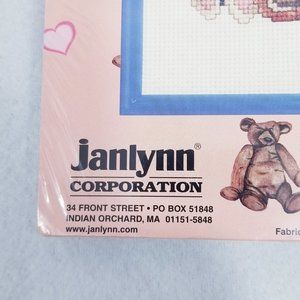 Janlynn®
CORPORATION
34 FRONT STREET • PO BOX 51848
INDIAN ORCHARD, MA 01151-5848
www.janlynn.com
Fabric